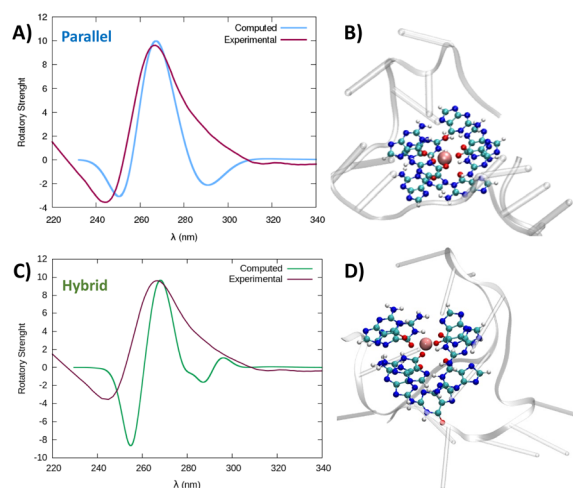 A) Parallel
Computed
Experimental
Rotatory Strenght
12
10
8
6
4
2
0
-2
-4
220 240 260 280 300 320 340
λ (nm)
B)
C) Hybrid
Computed
Experimental
Rotatory Strenght
12
10
8
6
4
2
0
-2
-4
-6
-8
-10
220 240 260 280 300 320 340
λ (nm)
D)